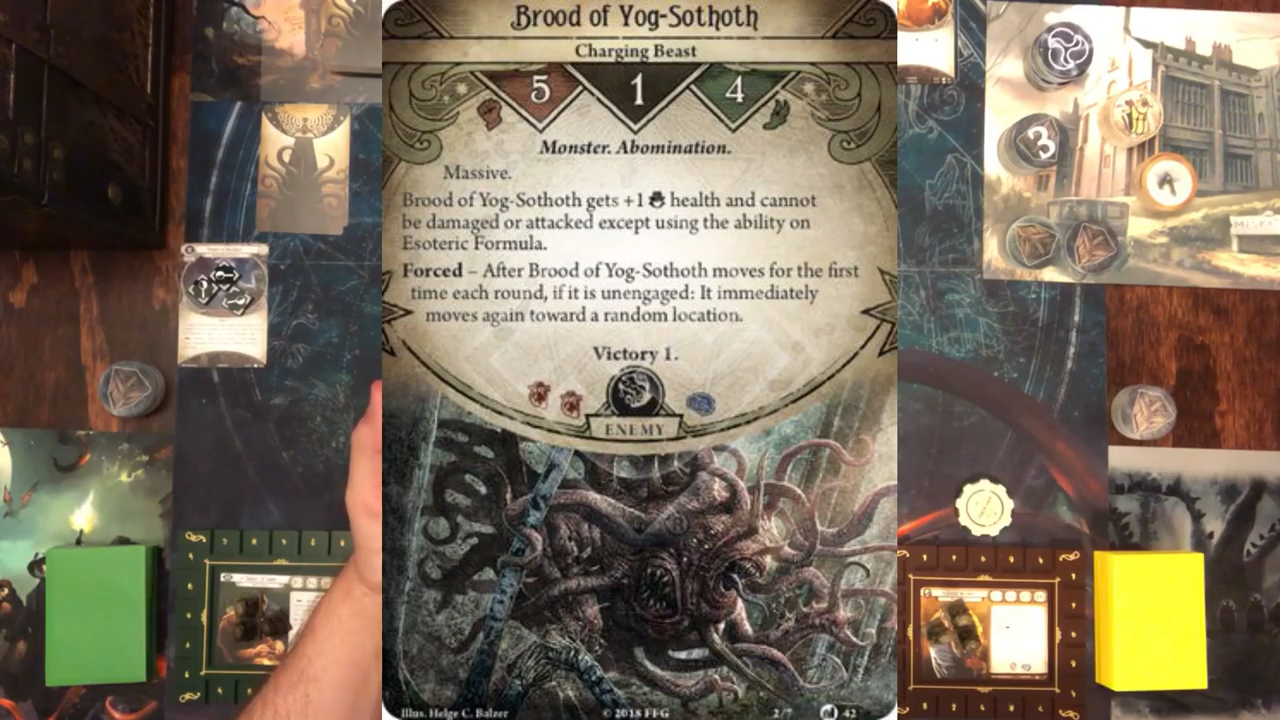 Brood of Yog-Sothoth
Charging Beast
5 1 4
Monster. Abomination.
Massive.
Brood of Yog-Sothoth gets +1 health and cannot
be damaged or attacked except using the ability on
Esoteric Formula.
Forced – After Brood of Yog-Sothoth moves for the first
time each round, if it is unengaged: It immediately
moves again toward a random location.
Victory 1.
ENEMY
Illus. Helge C. Balzer
© 2018 FFG
2/7
42
3
MISK